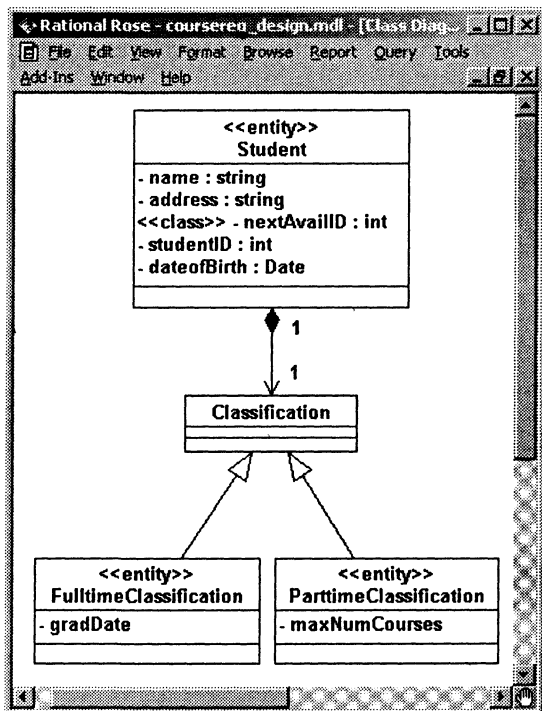 Rational Rose - coursereg_design.mdl - [Class Diag...
File Edit View Format Browse Report Query Tools
Add-Ins Window Help
<<entity>>
Student
- name : string
- address : string
<<class>> - nextAvailID : int
- studentID : int
- dateofBirth : Date
1
1
Classification
<<entity>>
FulltimeClassification
- gradDate
<<entity>>
ParttimeClassification
- maxNumCourses